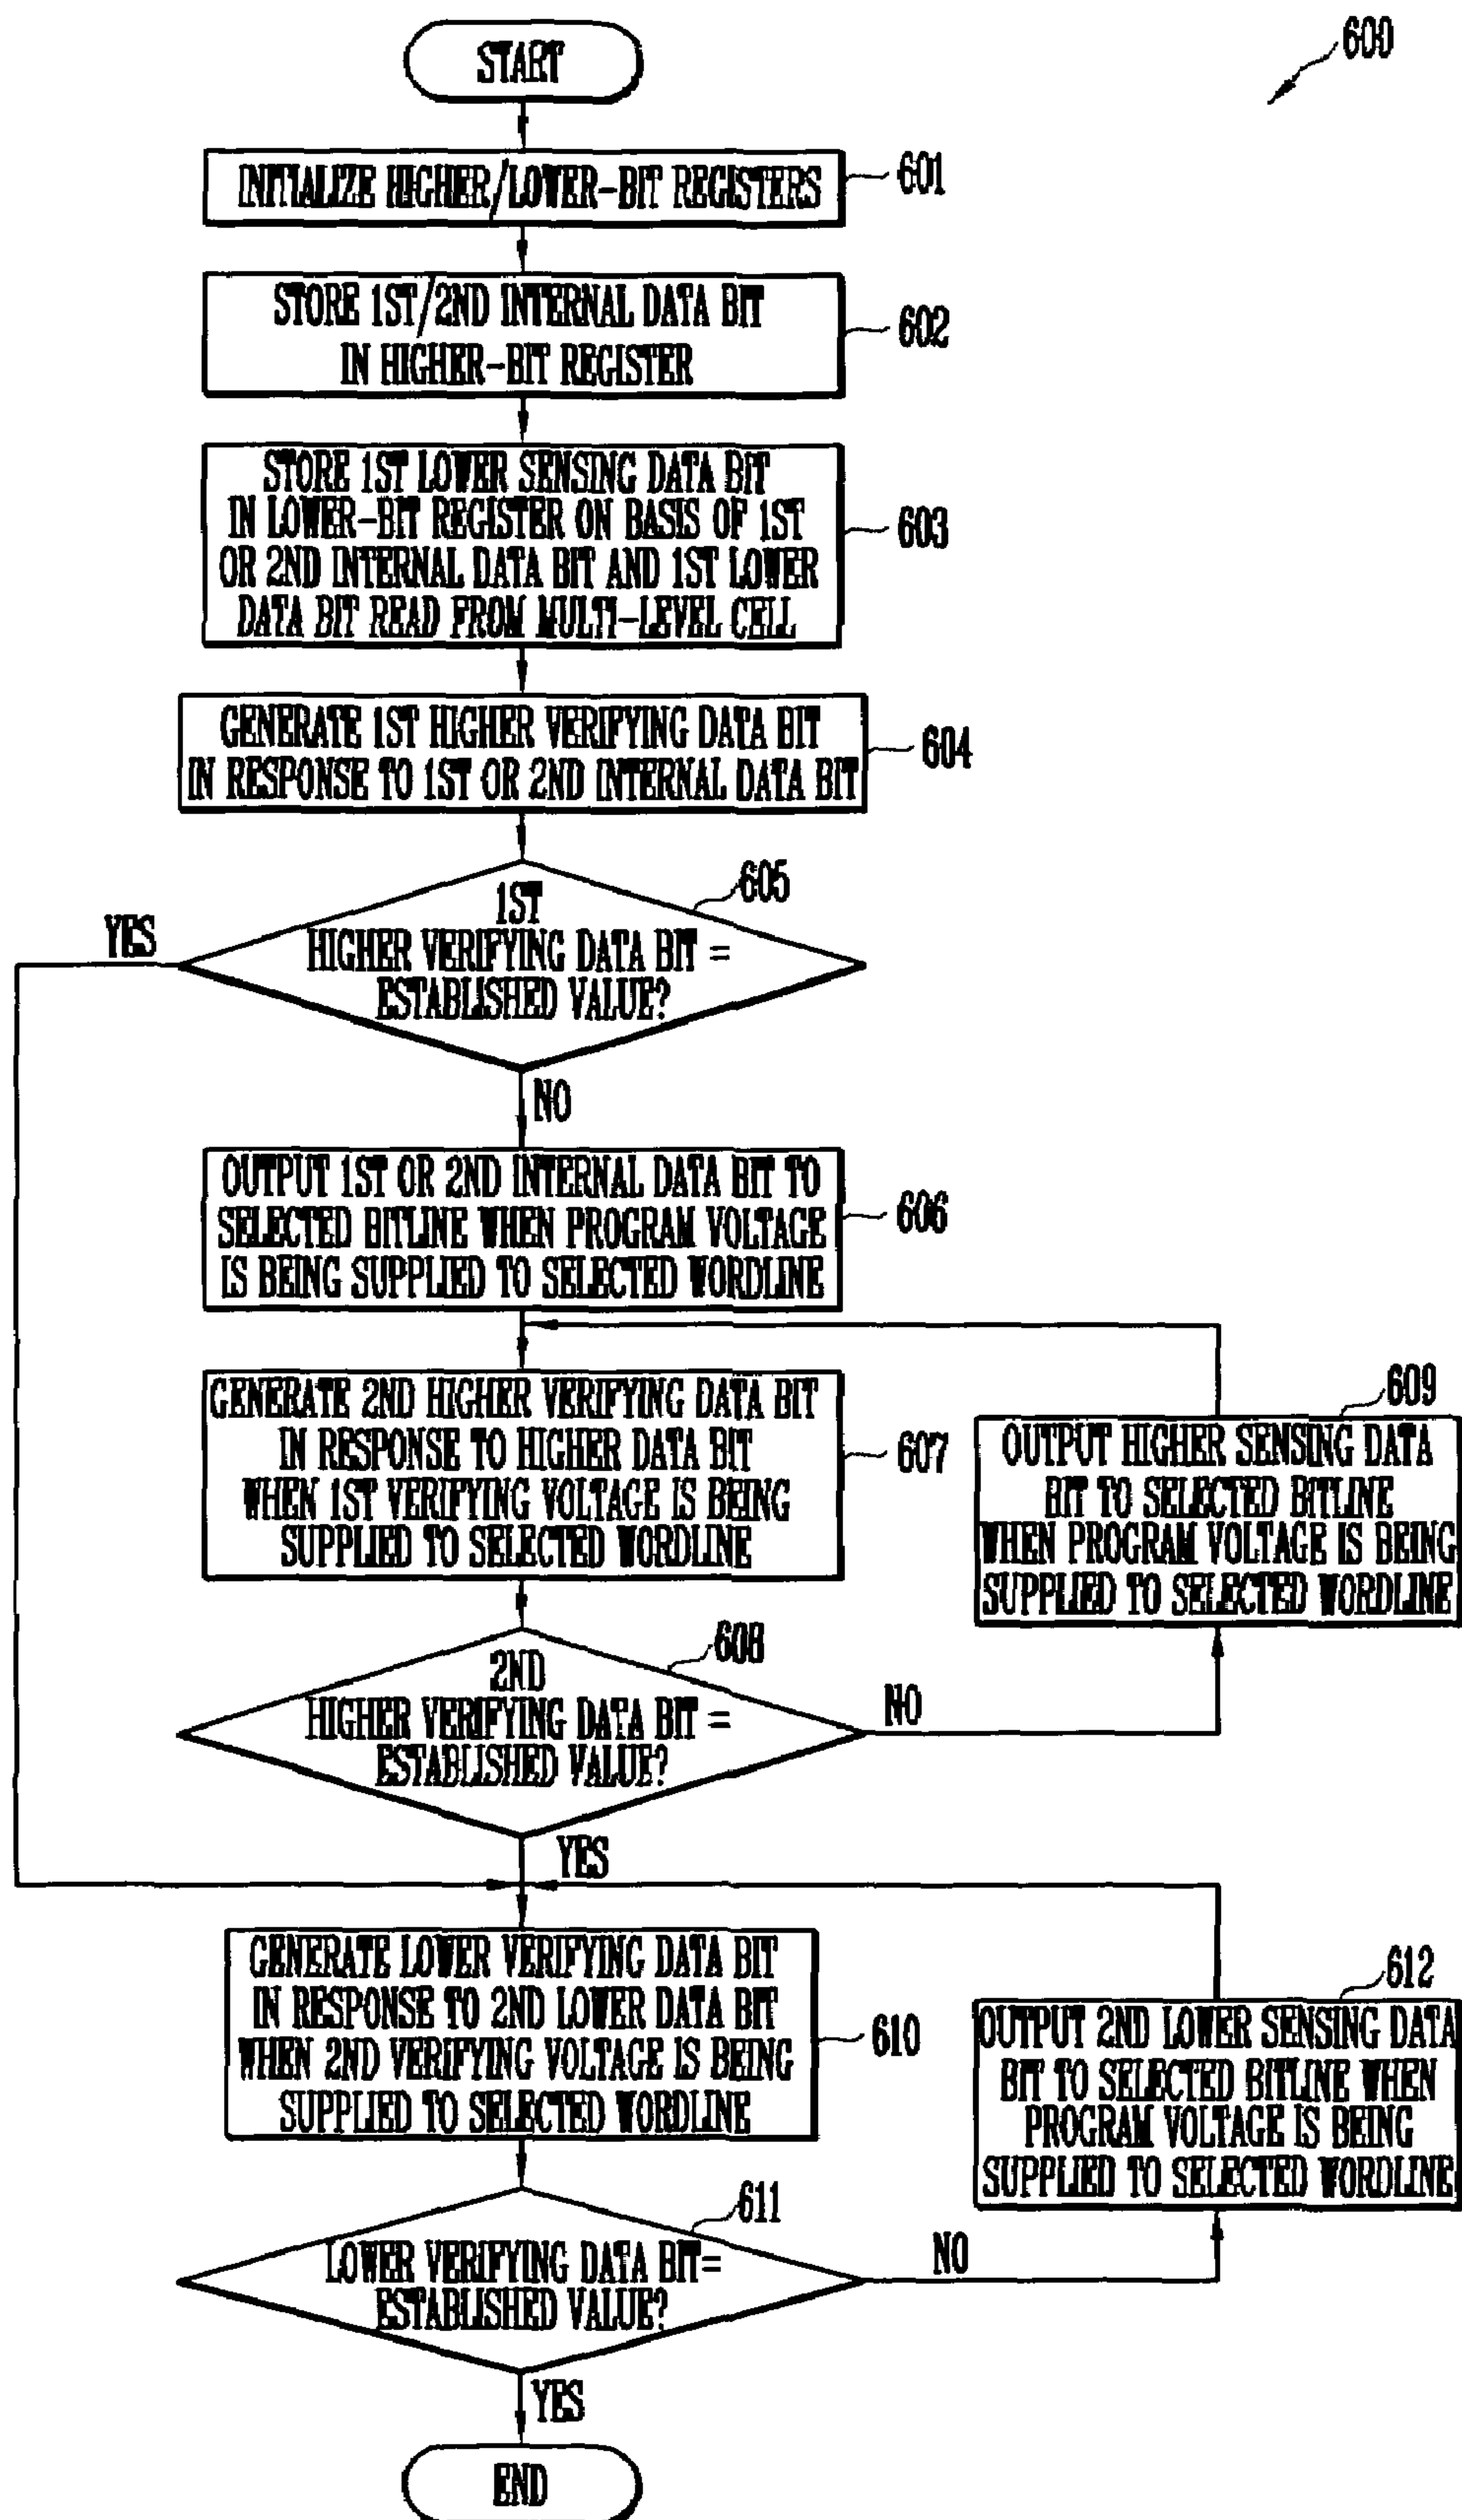 START
600
INITIALIZE HIGHER/LOWER-BIT REGISTERS
601
STORE 1ST/2ND INTERNAL DATA BIT
IN HIGHER-BIT REGISTER
602
STORE 1ST LOWER SENSING DATA BIT
IN LOWER-BIT REGISTER ON BASIS OF 1ST
OR 2ND INTERNAL DATA BIT AND 1ST LOWER
DATA BIT READ FROM MULTI-LEVEL CELL
603
GENERATE 1ST HIGHER VERIFYING DATA BIT
IN RESPONSE TO 1ST OR 2ND INTERNAL DATA BIT
604
605
1ST
HIGHER VERIFYING DATA BIT =
ESTABLISHED VALUE?
YES
NO
OUTPUT 1ST OR 2ND INTERNAL DATA BIT TO
SELECTED BITLINE WHEN PROGRAM VOLTAGE
IS BEING SUPPLIED TO SELECTED WORDLINE
606
GENERATE 2ND HIGHER VERIFYING DATA BIT
IN RESPONSE TO HIGHER DATA BIT
WHEN 1ST VERIFYING VOLTAGE IS BEING
SUPPLIED TO SELECTED WORDLINE
607
609
OUTPUT HIGHER SENSING DATA
BIT TO SELECTED BITLINE
WHEN PROGRAM VOLTAGE IS BEING
SUPPLIED TO SELECTED WORDLINE
608
2ND
HIGHER VERIFYING DATA BIT =
ESTABLISHED VALUE?
NO
YES
GENERATE LOWER VERIFYING DATA BIT
IN RESPONSE TO 2ND LOWER DATA BIT
WHEN 2ND VERIFYING VOLTAGE IS BEING
SUPPLIED TO SELECTED WORDLINE
610
612
OUTPUT 2ND LOWER SENSING DATA
BIT TO SELECTED BITLINE WHEN
PROGRAM VOLTAGE IS BEING
SUPPLIED TO SELECTED WORDLINE
611
LOWER VERIFYING DATA BIT=
ESTABLISHED VALUE?
NO
YES
END